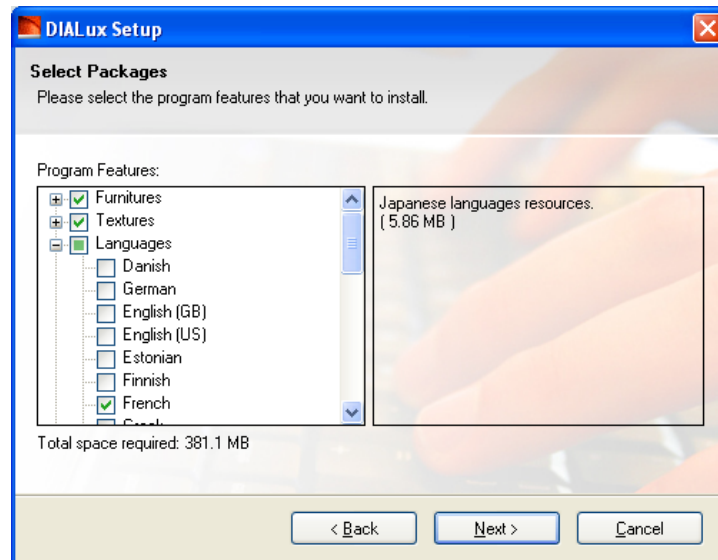 DIALux Setup
Select Packages
Please select the program features that you want to install.
Program Features:
Furnitures
Textures
Languages
Danish
German
English (GB)
English (US)
Estonian
Finnish
French
Japanese languages resources.
( 5.86 MB )
Total space required: 381.1 MB
< Back
Next >
Cancel